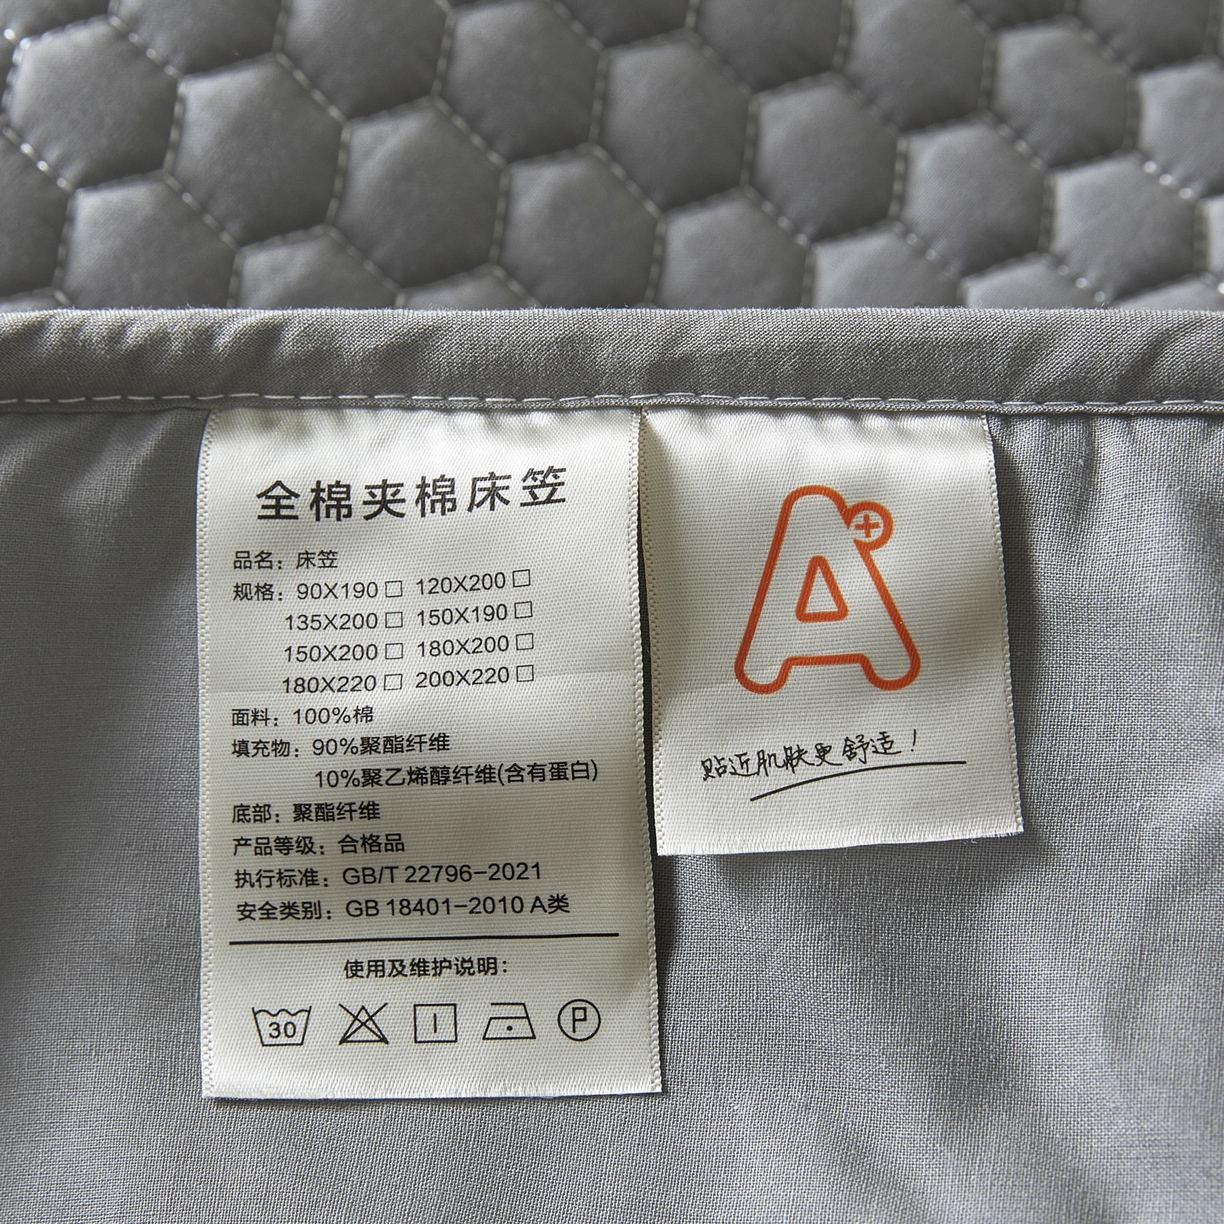 全棉夹棉床笠
品名：床笠
规格：90X190 □ 120X200 □
135X200 □ 150X190 □
150X200 □ 180X200 □
180X220 □ 200X220 □
面料：100%棉
填充物：90%聚酯纤维
10%聚乙烯醇纤维(含有蛋白)
底部：聚酯纤维
产品等级：合格品
执行标准：GB/T 22796-2021
安全类别：GB 18401-2010 A类
使用及维护说明：
30 P
A+
贴近肌肤更舒适！